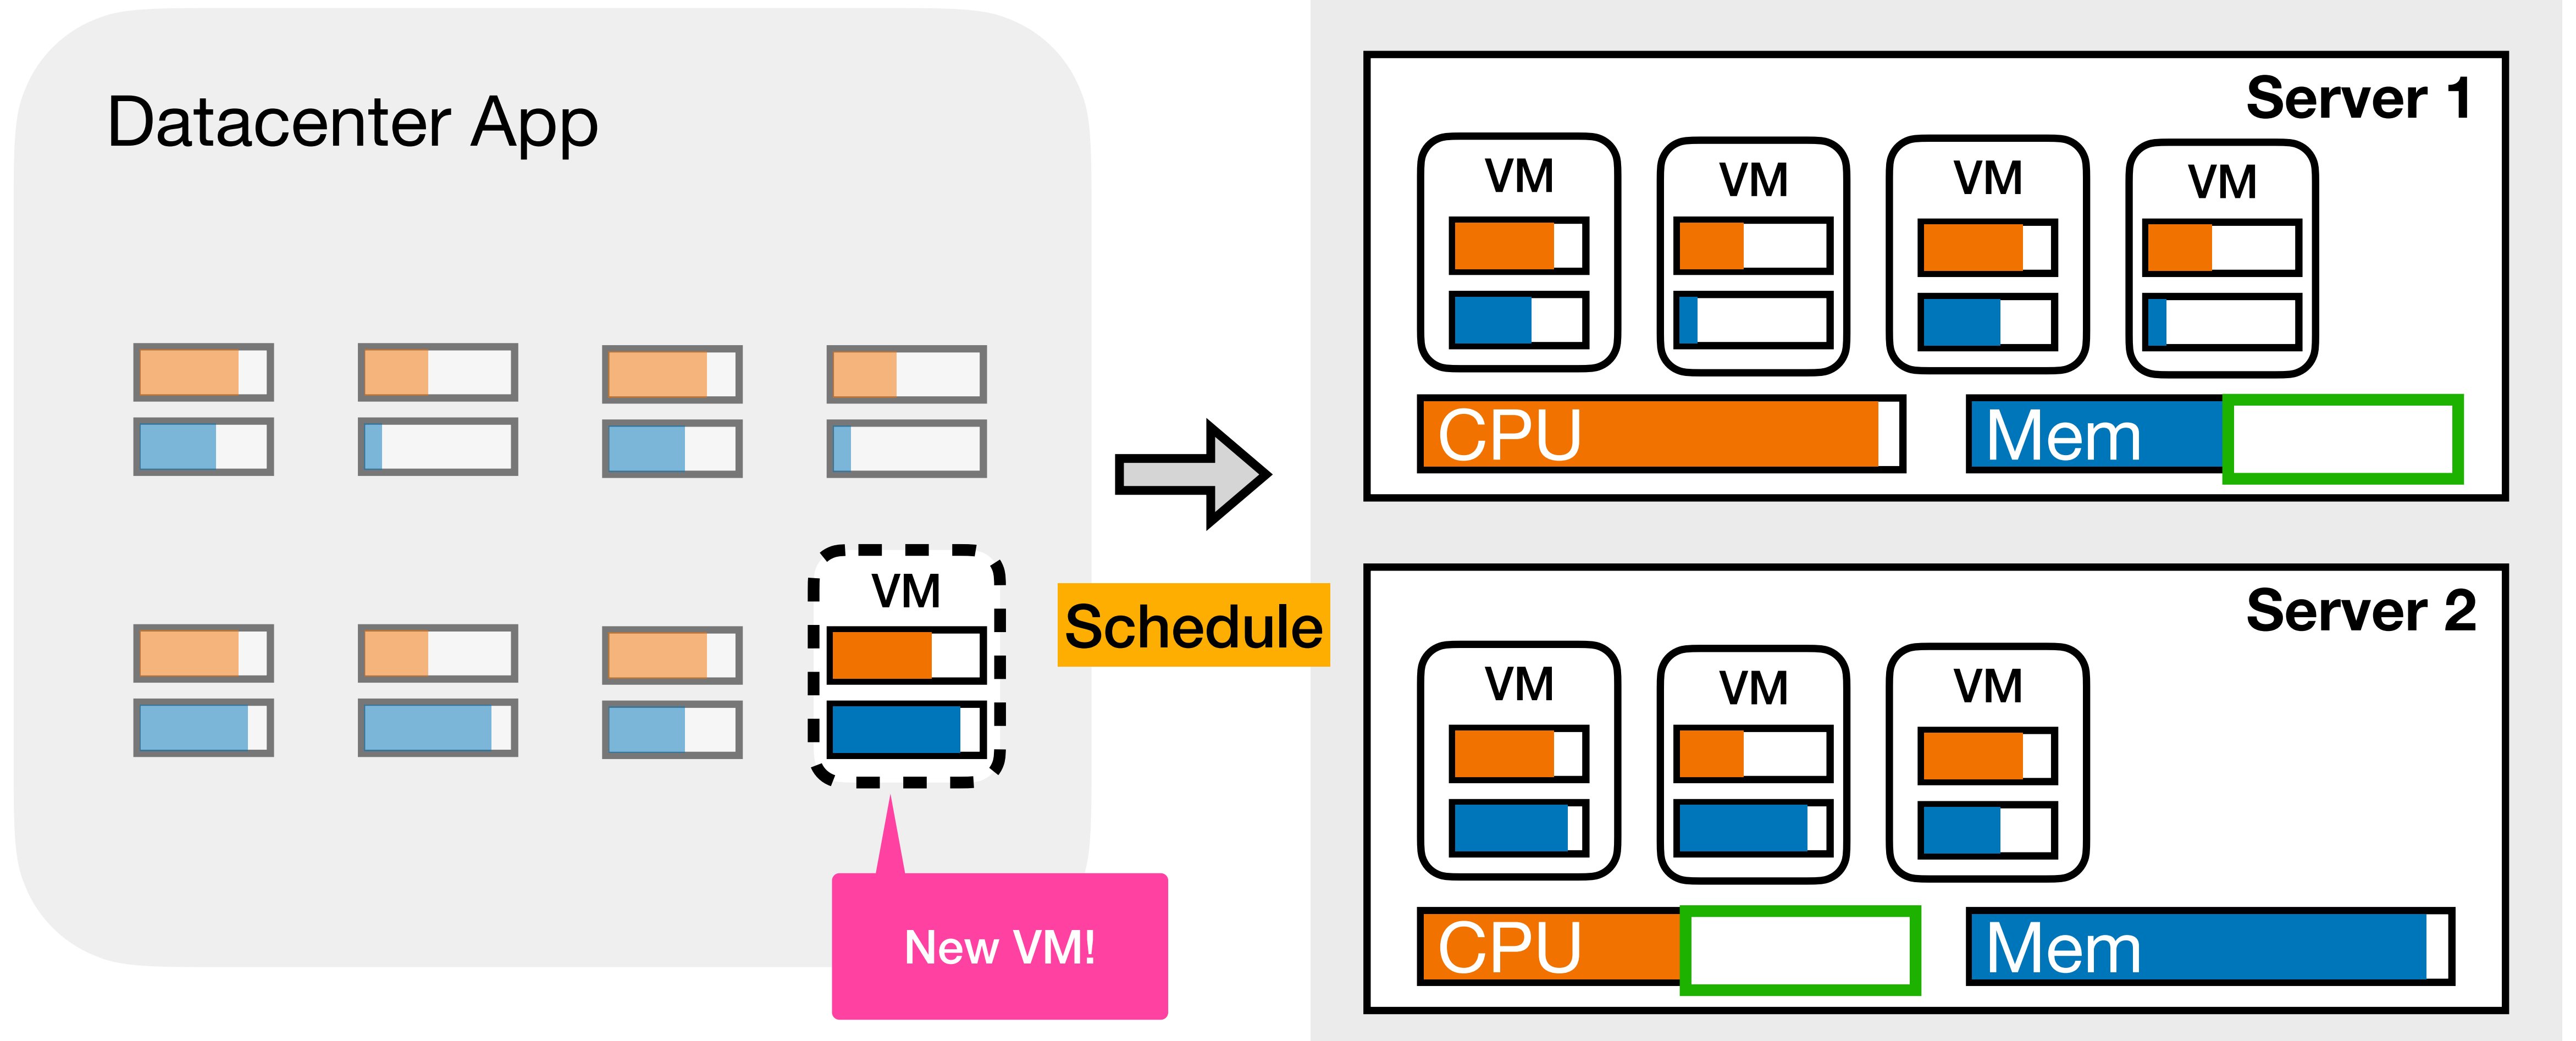 Datacenter App
VM
New VM!
Schedule
Server 1
VM
VM
VM
VM
CPU
Mem
Server 2
VM
VM
VM
CPU
Mem